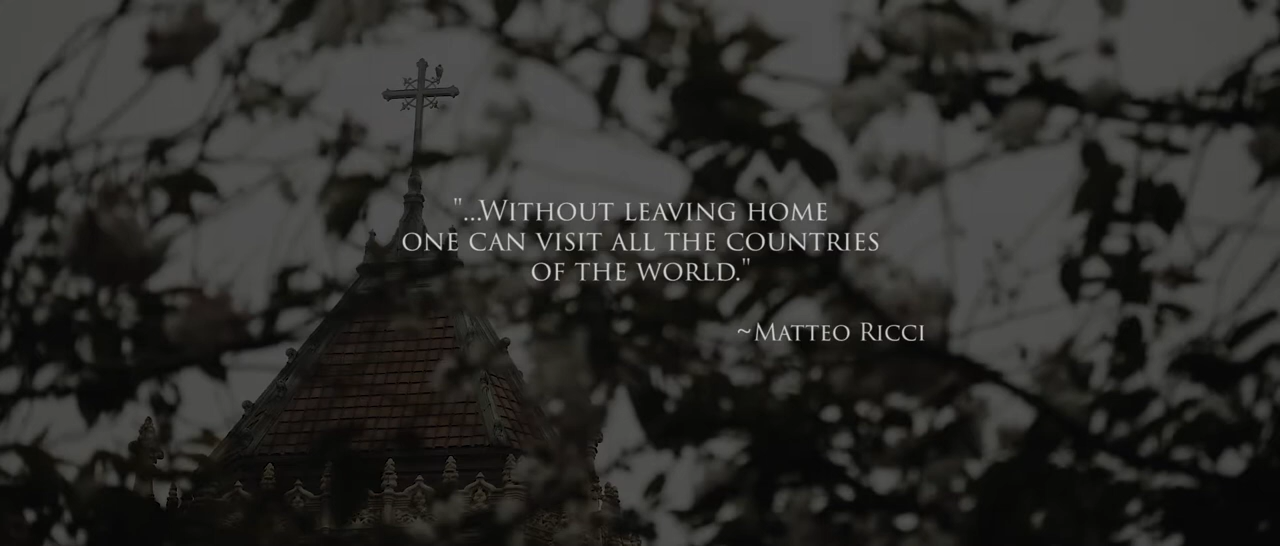 "...Without leaving home
one can visit all the countries
of the world."
~Matteo Ricci